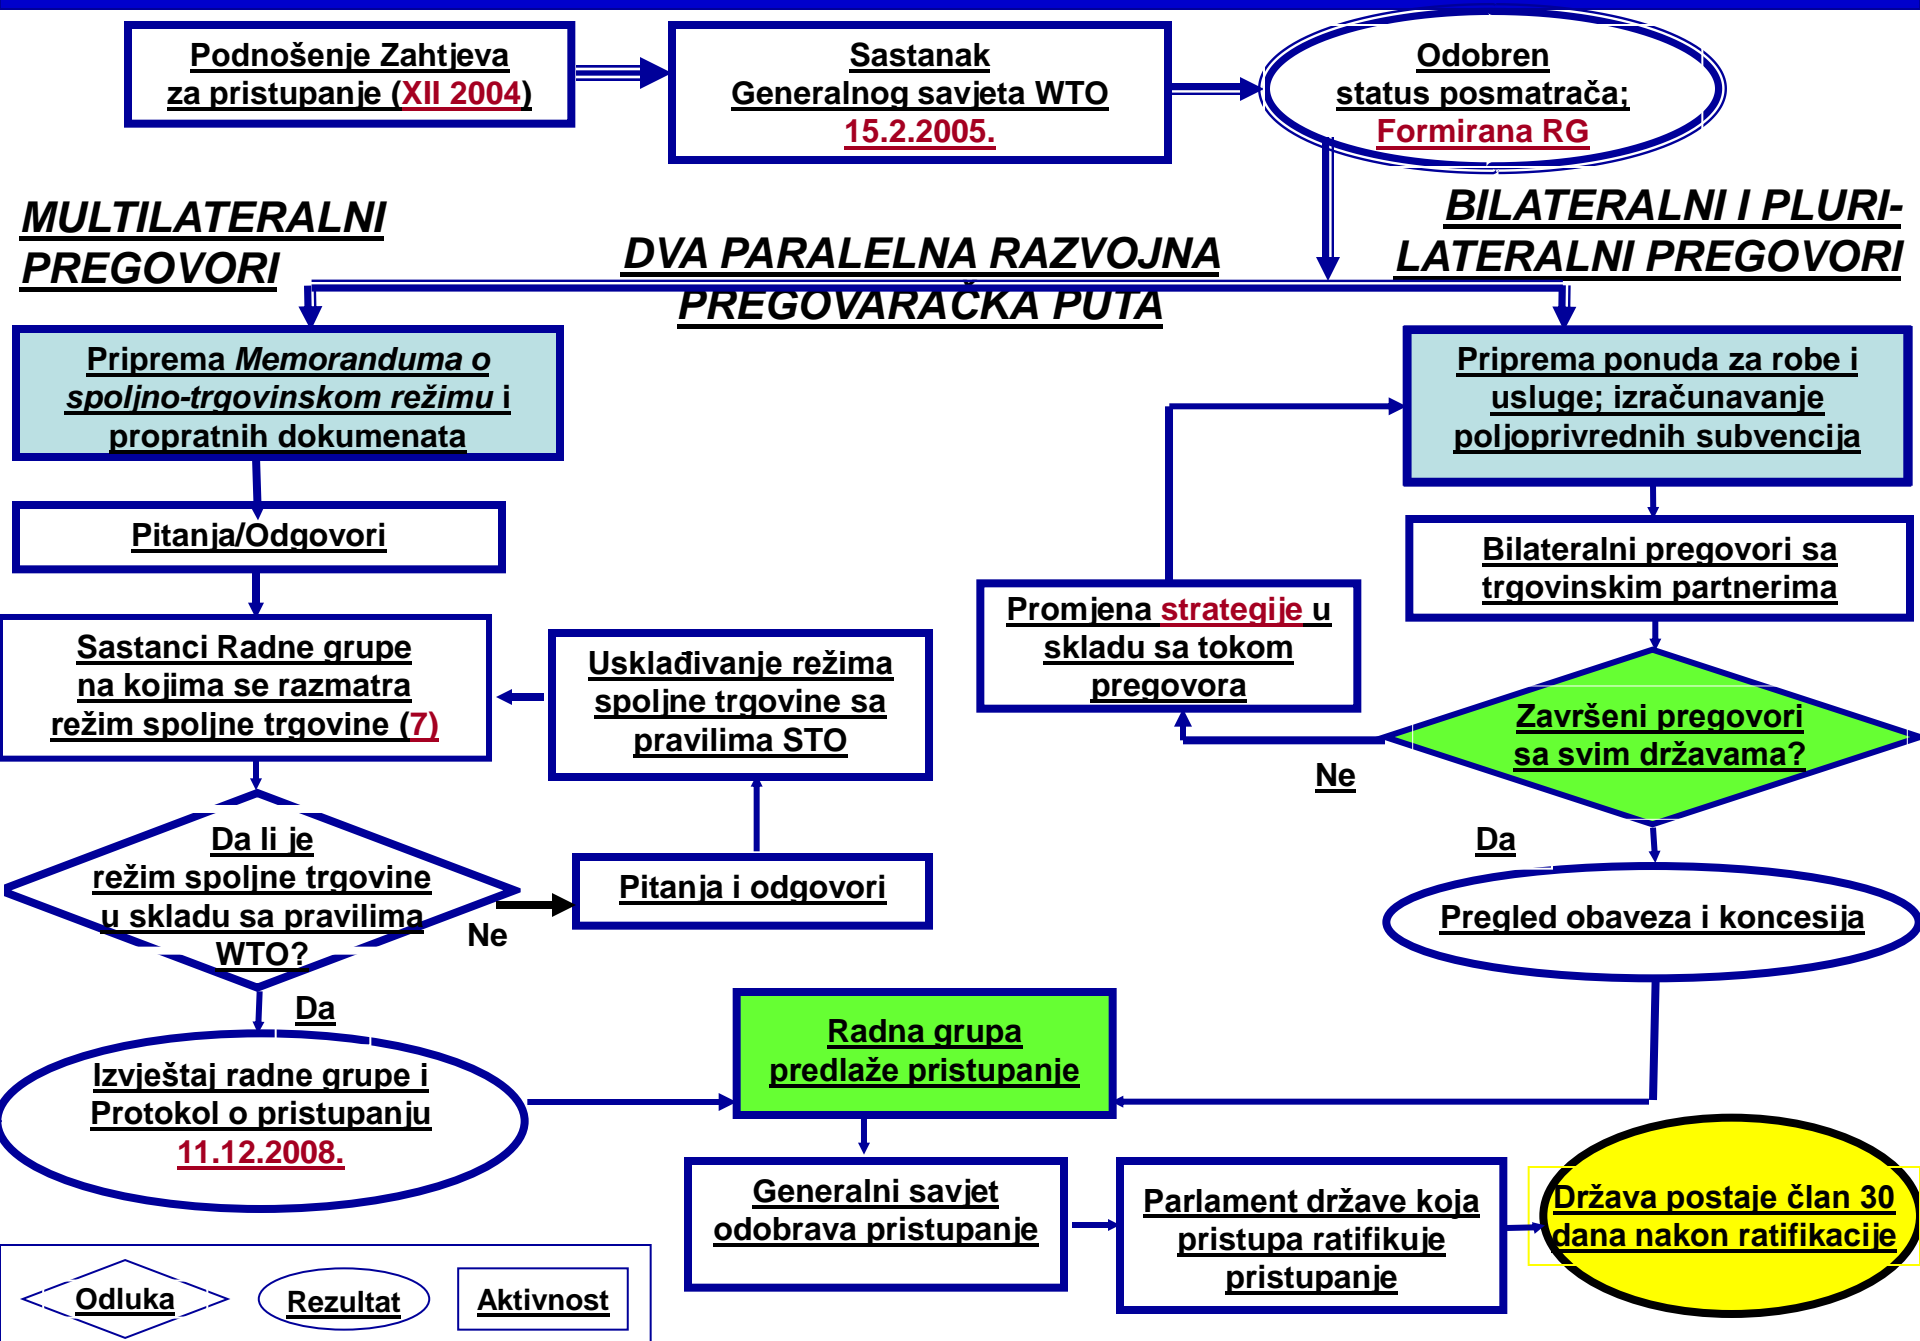 Podnošenje Zahtjeva
za pristupanje (XII 2004)
Sastanak
Generalnog savjeta WTO
15.2.2005.
Odobren
status posmatrača;
Formirana RG
MULTILATERALNI
PREGOVORI
DVA PARALELNA RAZVOJNA
PREGOVARAČKA PUTA
BILATERALNI I PLURI-
LATERALNI PREGOVORI
Priprema Memoranduma o
spoljno-trgovinskom režimu i
propratnih dokumenata
Pitanja/Odgovori
Sastanci Radne grupe
na kojima se razmatra
režim spoljne trgovine (7)
Usklađivanje režima
spoljne trgovine sa
pravilima STO
Da li je
režim spoljne trgovine
u skladu sa pravilima
WTO?
Ne
Pitanja i odgovori
Da
Izvještaj radne grupe i
Protokol o pristupanju
11.12.2008.
Priprema ponuda za robe i
usluge; izračunavanje
poljoprivrednih subvencija
Bilateralni pregovori sa
trgovinskim partnerima
Promjena strategije u
skladu sa tokom
pregovora
Završeni pregovori
sa svim državama?
Ne
Da
Pregled obaveza i koncesija
Radna grupa
predlaže pristupanje
Generalni savjet
odobrava pristupanje
Parlament države koja
pristupa ratifikuje
pristupanje
Država postaje član 30
dana nakon ratifikacije
Odluka
Rezultat
Aktivnost